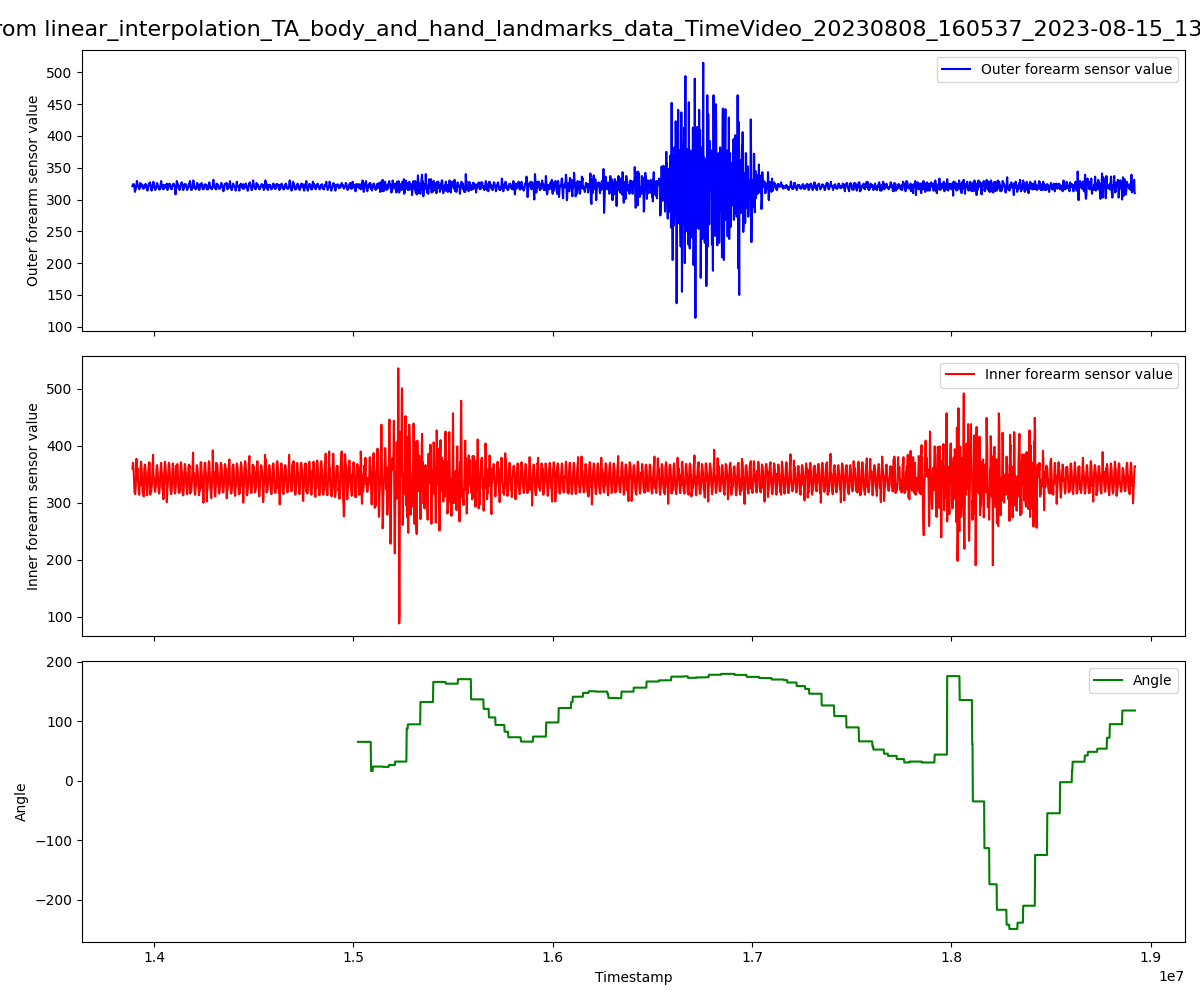 rom linear_interpolation_TA_body_and_hand_landmarks_data_TimeVideo_20230808_160537_2023-08-15_13
Outer forearm sensor value
Outer forearm sensor value
500
450
400
350
300
250
200
150
100
Inner forearm sensor value
Inner forearm sensor value
500
400
300
200
100
Angle
Angle
200
100
0
−100
−200
1.4
1.5
1.6
1.7
1.8
1.9
1e7
Timestamp